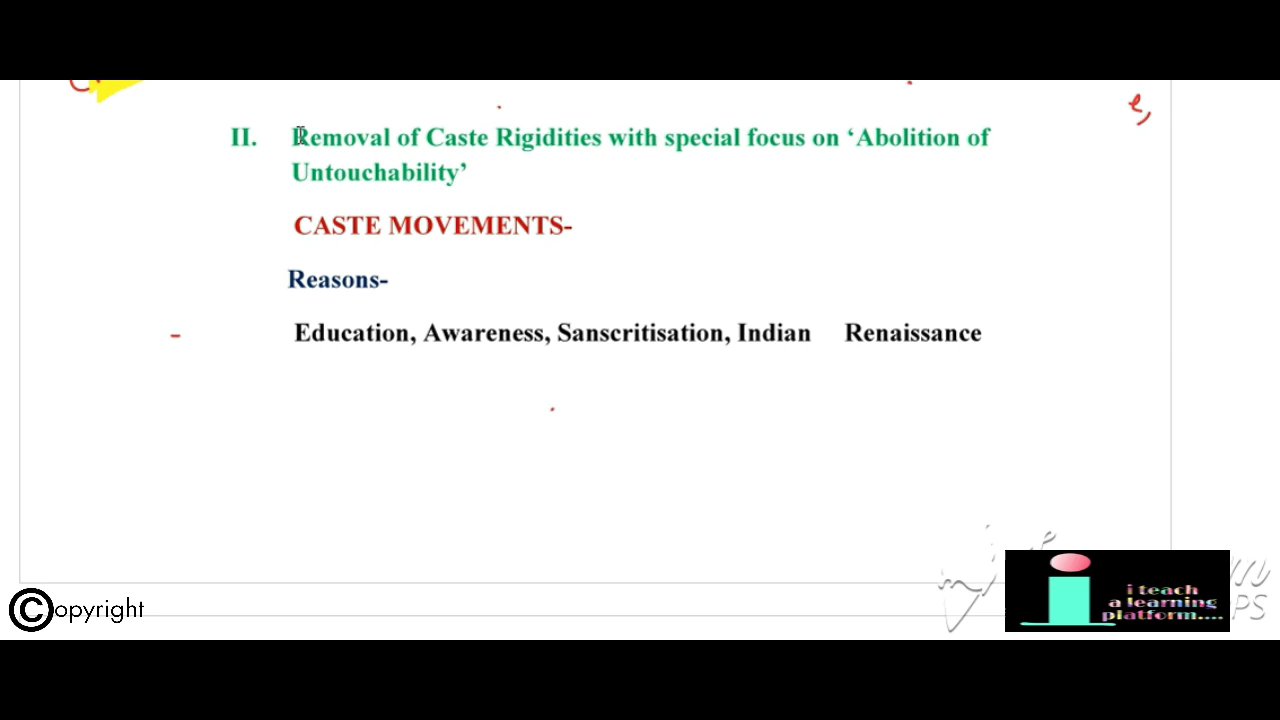 e,
II. Removal of Caste Rigidities with special focus on ‘Abolition of
Untouchability’
CASTE MOVEMENTS-
Reasons-
- Education, Awareness, Sanscritisation, Indian Renaissance
©opyright
i teach
a learning
platform....
m
PS